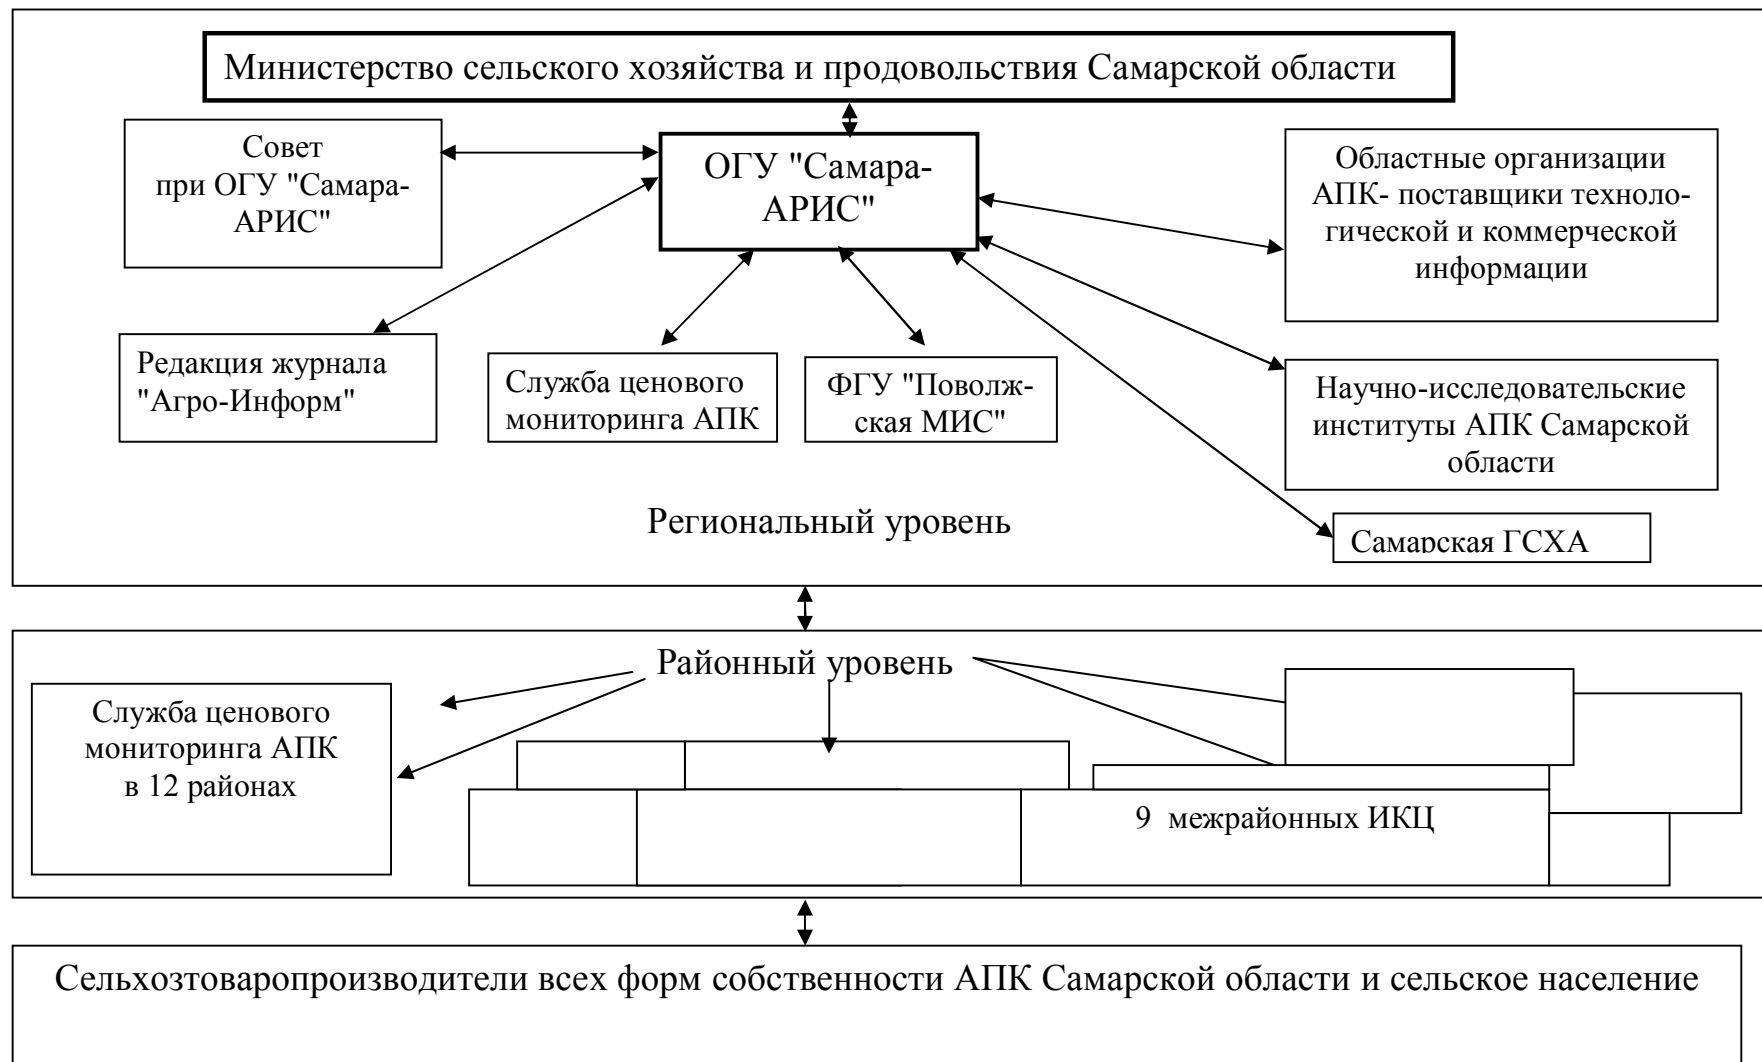 Министерство сельского хозяйства и продовольствия Самарской области
Совет
при ОГУ "Самара-
АРИС"
ОГУ "Самара-
АРИС"
Областные организации
АПК- поставщики техноло-
гической и коммерческой
информации
Редакция журнала
"Агро-Информ"
Служба ценового
мониторинга АПК
ФГУ "Поволж-
ская МИС"
Научно-исследовательские
институты АПК Самарской
области
Региональный уровень
Самарская ГСХА
Районный уровень
Служба ценового
мониторинга АПК
в 12 районах
9 межрайонных ИКЦ
Сельхозтоваропроизводители всех форм собственности АПК Самарской области и сельское население